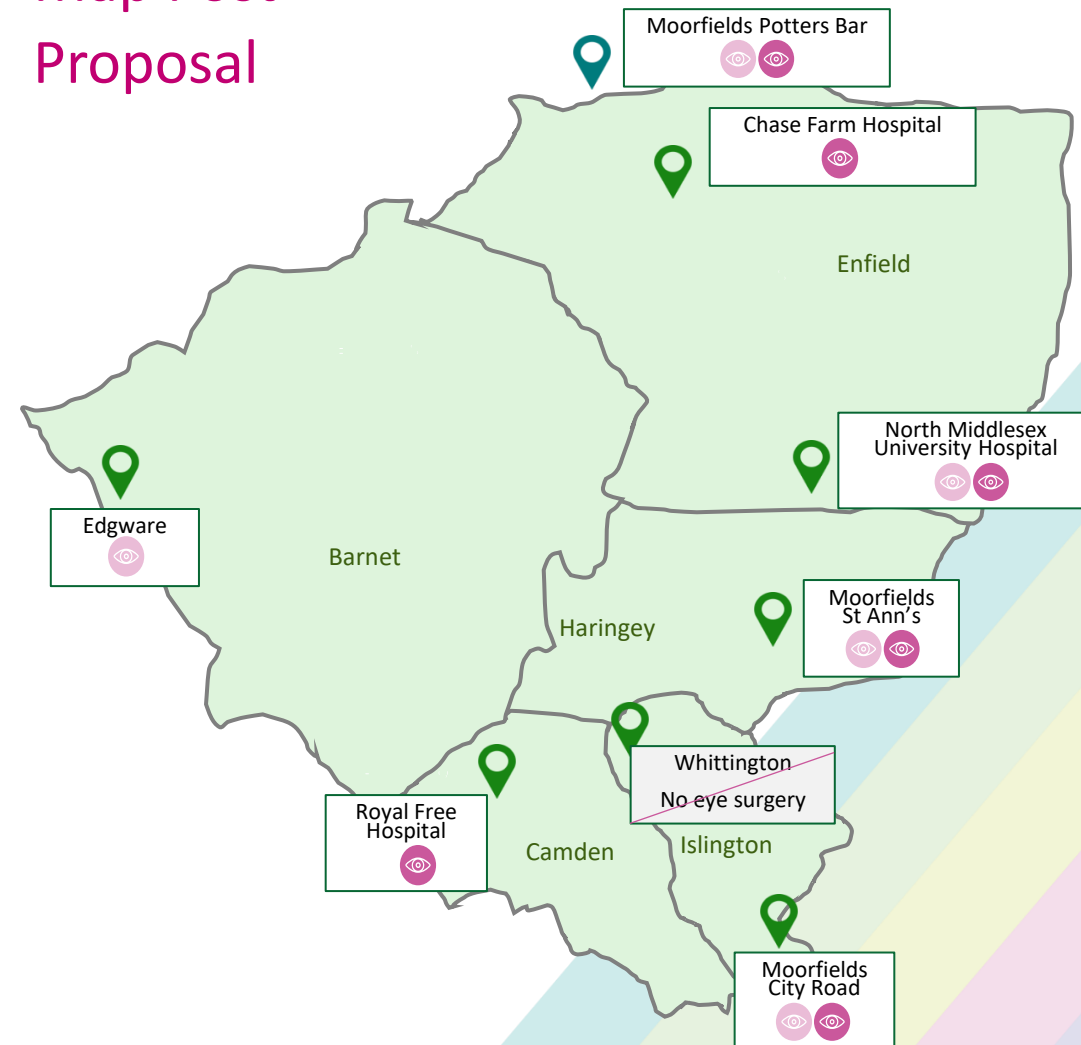 Proposal
Moorfields Potters Bar
Chase Farm Hospital
Enfield
North Middlesex
University Hospital
Edgware
Barnet
Moorfields
St Ann's
Haringey
Whittington
No eye surgery
Royal Free
Hospital
Camden
Islington
Moorfields
City Road